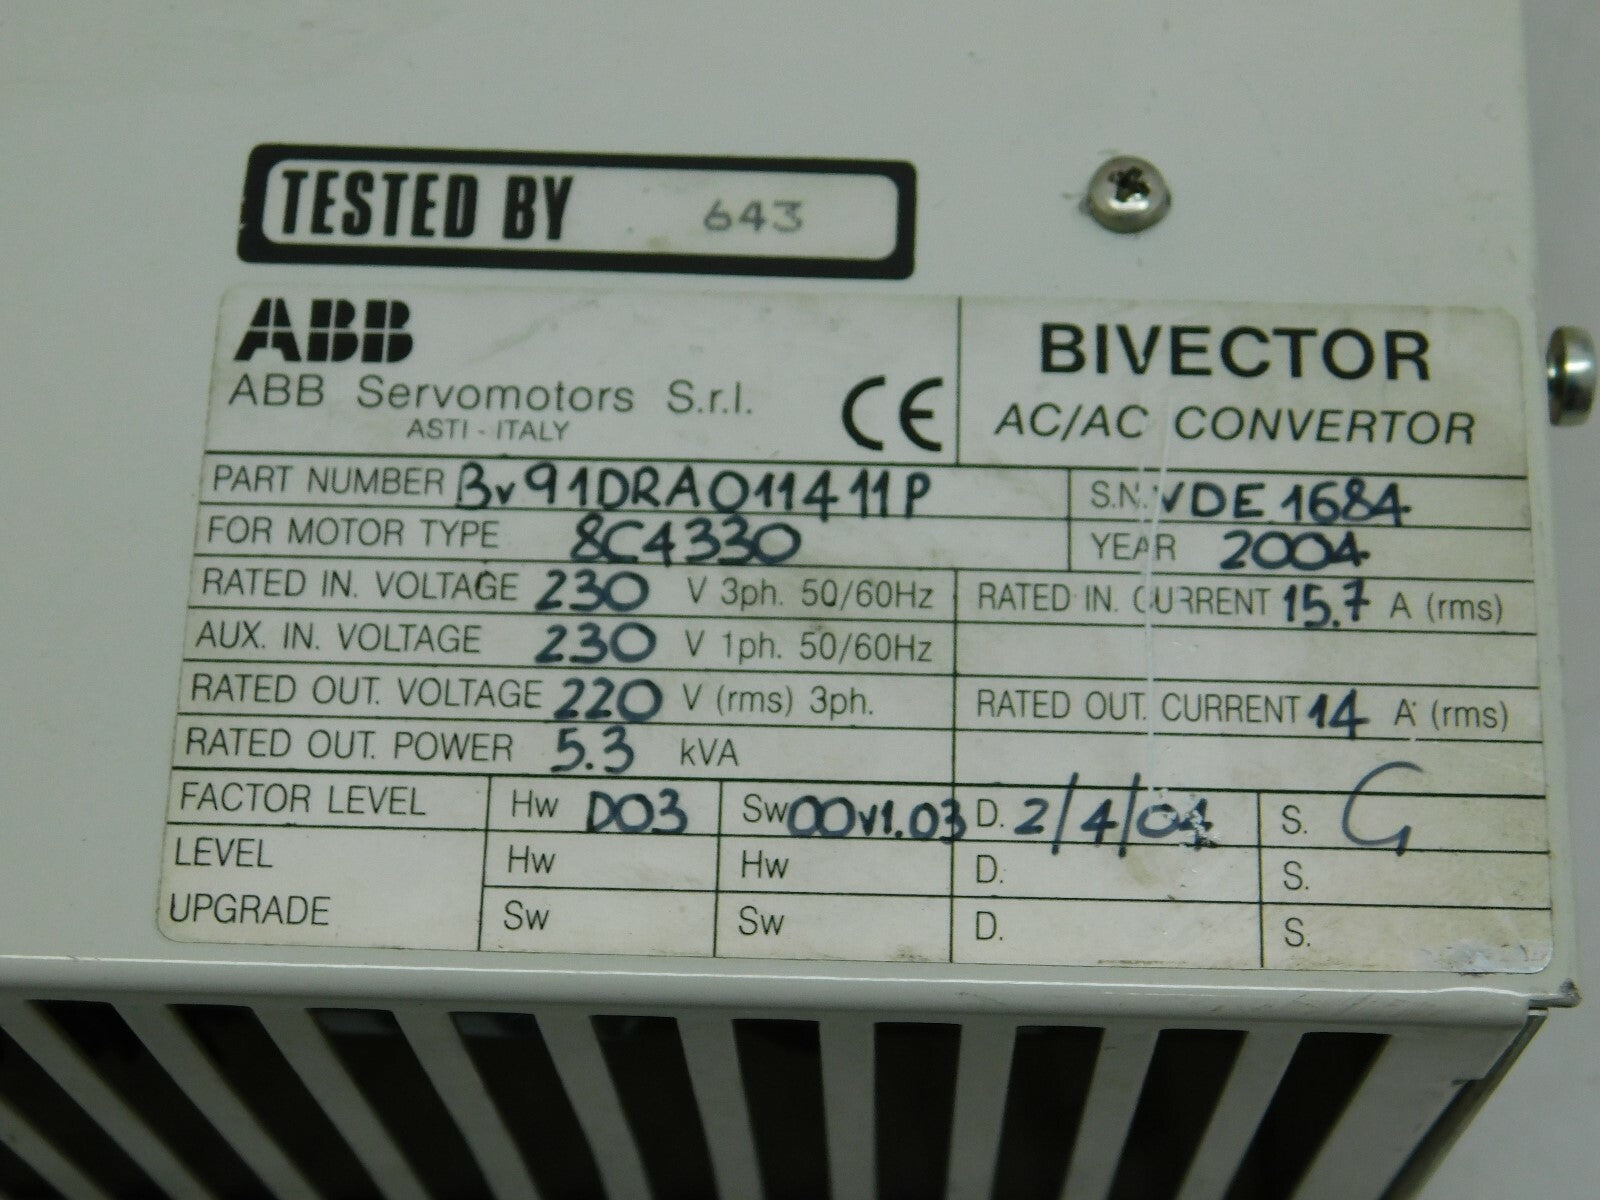 TESTED BY 643
ABB
ABB Servomotors S.r.l.
ASTI - ITALY
CE
BIVECTOR
AC/AC CONVERTOR
PART NUMBER Bv91DRA011411P S.N. VDE 1684
FOR MOTOR TYPE 8C4330 YEAR 2004
RATED IN. VOLTAGE 230 V 3ph. 50/60Hz RATED IN. CURRENT 15.7 A (rms)
AUX. IN. VOLTAGE 230 V 1ph. 50/60Hz
RATED OUT. VOLTAGE 220 V (rms) 3ph. RATED OUT. CURRENT 14 A (rms)
RATED OUT. POWER 5.3 kVA
FACTOR LEVEL Hw D03 Sw 00v1.03 D. 2/4/04 S. G
LEVEL Hw Hw D. S.
UPGRADE Sw Sw D. S.